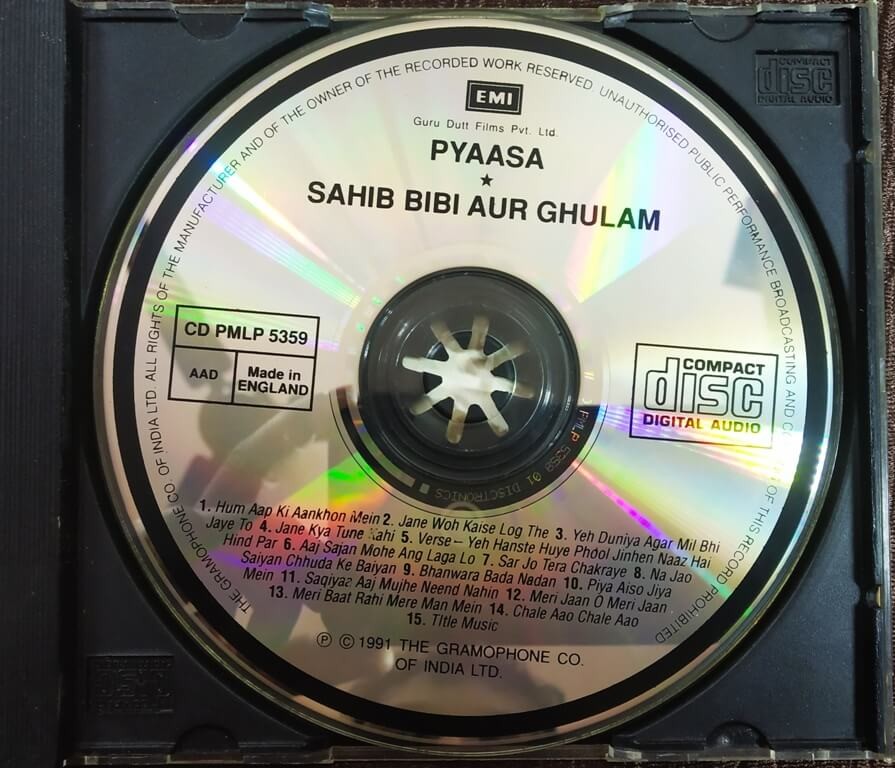 THE GRAMOPHONE CO. OF INDIA LTD. ALL RIGHTS OF THE MANUFACTURER AND OF THE OWNER OF THE RECORDED WORK RESERVED. UNAUTHORISED PUBLIC PERFORMANCE BROADCASTING AND OF THIS RECORD PROHIBITED
EMI
Guru Dutt Films Pvt. Ltd.
PYAASA
★
SAHIB BIBI AUR GHULAM
CD PMLP 5359
AAD
Made in
ENGLAND
COMPACT
disc
DIGITAL AUDIO
PMLP 5359 01 DISCTRONICS
1. Hum Aap Ki Aankhon Mein 2. Jane Woh Kaise Log The 3. Yeh Duniya Agar Mil Bhi
Jaye To 4. Jane Kya Tune Kahi 5. Verse – Yeh Hanste Huye Phool Jinhen Naaz Hai
Hind Par 6. Aaj Sajan Mohe Ang Laga Lo 7. Sar Jo Tera Chakraye 8. Na Jao
Saiyan Chhuda Ke Baiyan 9. Bhanwara Bada Nadan 10. Piya Aiso Jiya
Mein 11. Saqiyaa Aaj Mujhe Neend Nahin 12. Meri Jaan O Meri Jaan
13. Meri Baat Rahi Mere Man Mein 14. Chale Aao Chale Aao
15. Title Music
Ⓟ © 1991 THE GRAMOPHONE CO.
OF INDIA LTD.
COMPACT
disc
DIGITAL AUDIO